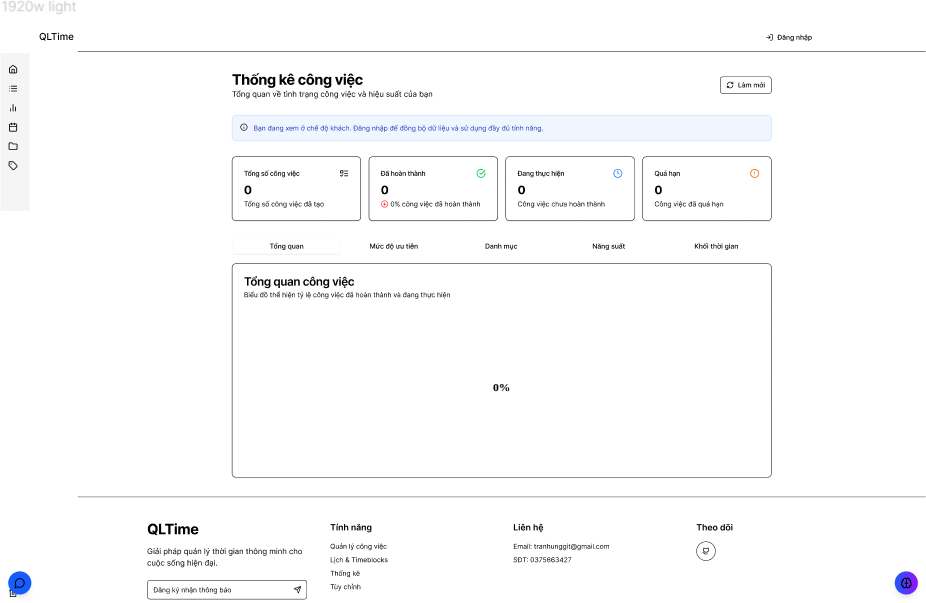 1920w light
QLTime
Đăng nhập
Thống kê công việc
Tổng quan về tình trạng công việc và hiệu suất của bạn
Làm mới
Bạn đang xem ở chế độ khách. Đăng nhập để đồng bộ dữ liệu và sử dụng đầy đủ tính năng.
Tổng số công việc
0
Tổng số công việc đã tạo
Đã hoàn thành
0
0% công việc đã hoàn thành
Đang thực hiện
0
Công việc chưa hoàn thành
Quá hạn
0
Công việc đã quá hạn
Tổng quan
Mức độ ưu tiên
Danh mục
Năng suất
Khối thời gian
Tổng quan công việc
Biểu đồ thể hiện tỷ lệ công việc đã hoàn thành và đang thực hiện
0%
QLTime
Giải pháp quản lý thời gian thông minh cho
cuộc sống hiện đại.
Đăng ký nhận thông báo
Tính năng
Quản lý công việc
Lịch & Timeblocks
Thống kê
Tùy chỉnh
Liên hệ
Email: tranhunggit@gmail.com
SĐT: 0375663427
Theo dõi